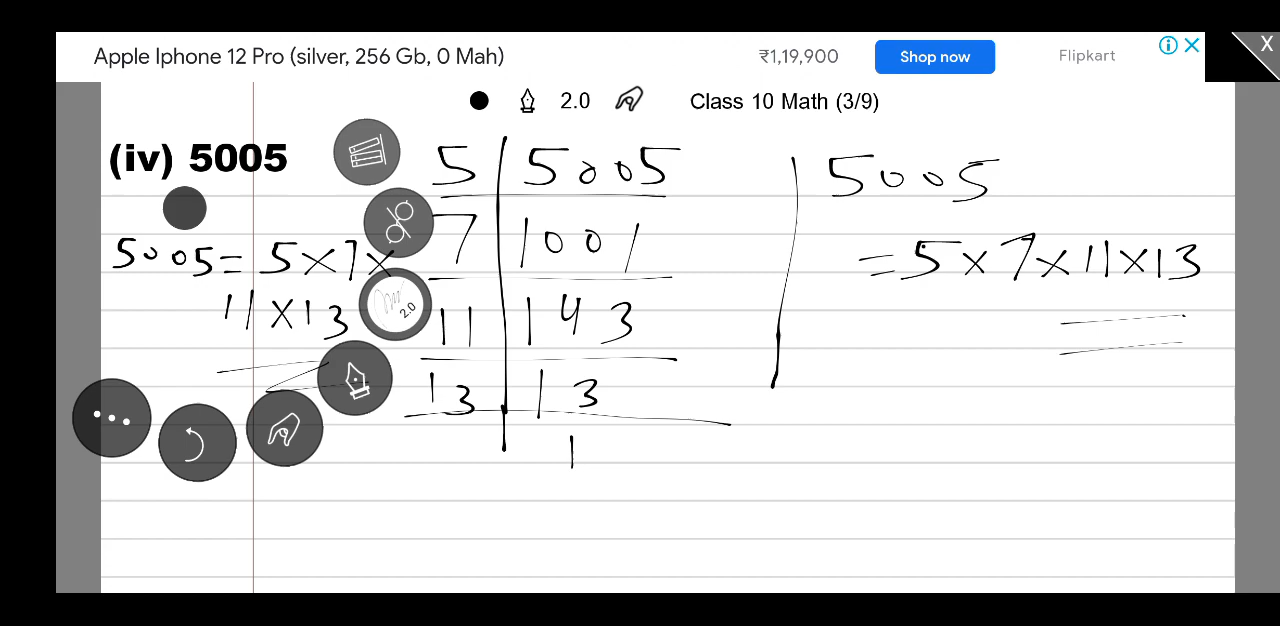 Apple Iphone 12 Pro (silver, 256 Gb, 0 Mah)
₹1,19,900
Shop now
Flipkart
X
2.0
Class 10 Math (3/9)
(iv) 5005
5005 = 5 × 7 ×
11 × 13
2.0
5 | 5005
7 | 1001
11 | 143
13 | 13
1
5005
= 5 × 7 × 11 × 13